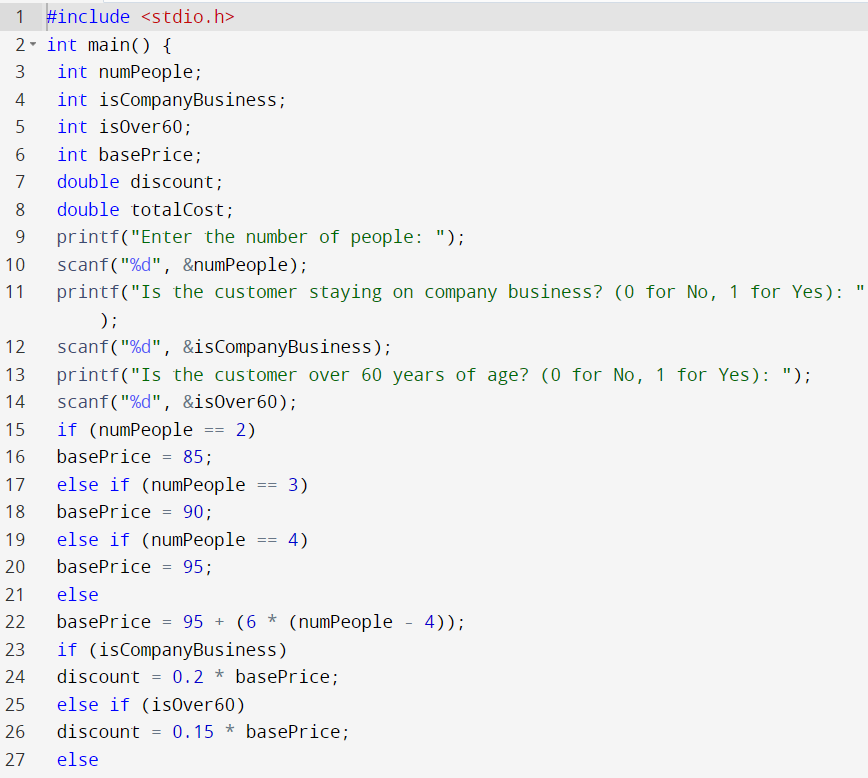 1 #include <stdio.h>
2 int main() {
3 int numPeople;
4 int isCompanyBusiness;
5 int isOver60;
6 int basePrice;
7 double discount;
8 double totalCost;
9 printf("Enter the number of people: ");
10 scanf("%d", &numPeople);
11 printf("Is the customer staying on company business? (0 for No, 1 for Yes): "
);
12 scanf("%d", &isCompanyBusiness);
13 printf("Is the customer over 60 years of age? (0 for No, 1 for Yes): ");
14 scanf("%d", &isOver60);
15 if (numPeople == 2)
16 basePrice = 85;
17 else if (numPeople == 3)
18 basePrice = 90;
19 else if (numPeople == 4)
20 basePrice = 95;
21 else
22 basePrice = 95 + (6 * (numPeople - 4));
23 if (isCompanyBusiness)
24 discount = 0.2 * basePrice;
25 else if (isOver60)
26 discount = 0.15 * basePrice;
27 else